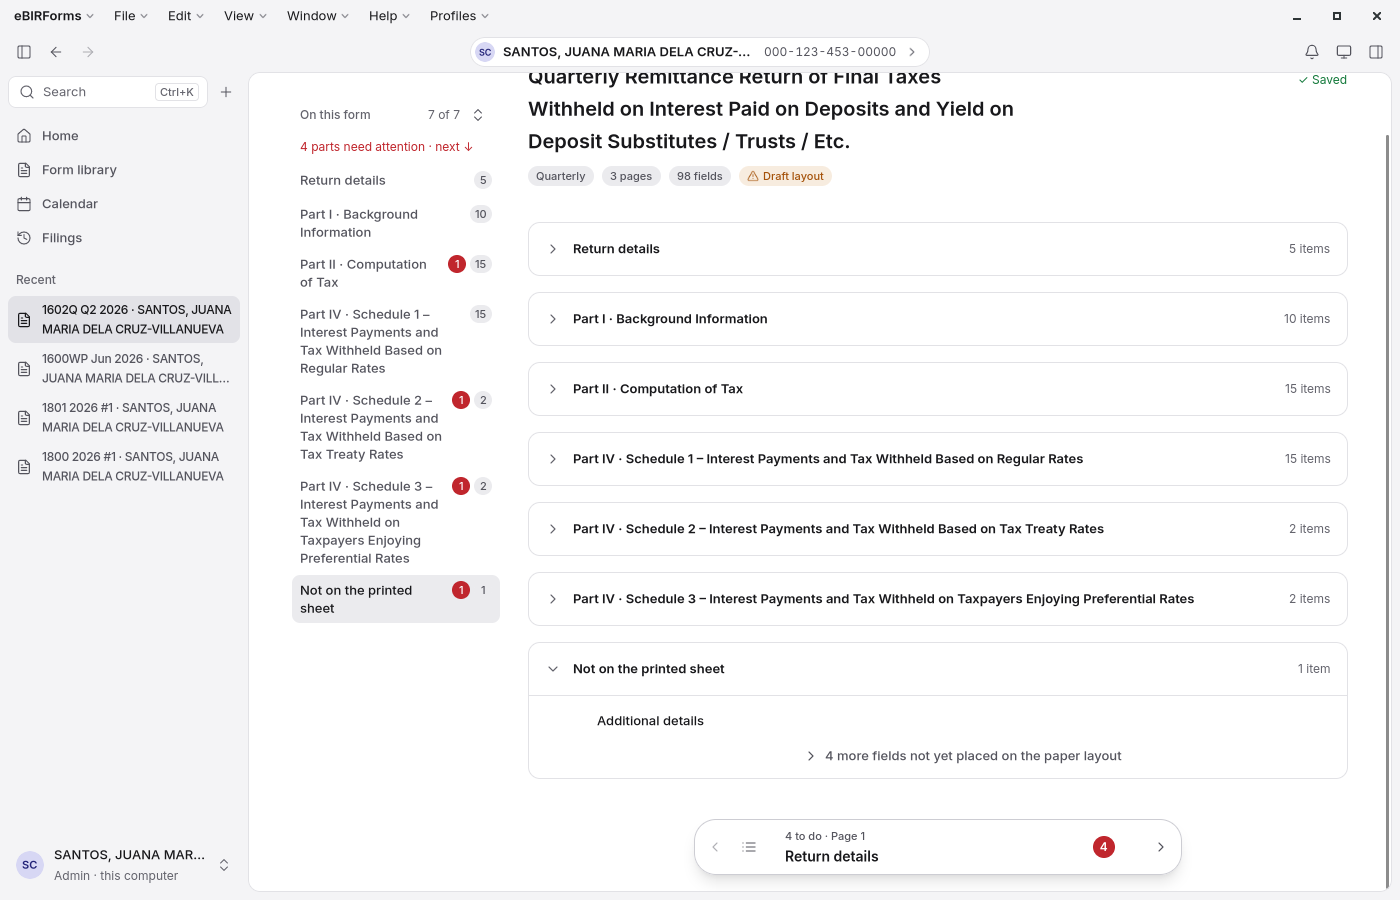 eBIRForms File Edit View Window Help Profiles
SC SANTOS, JUANA MARIA DELA CRUZ-... 000-123-453-00000
Search Ctrl+K
Home
Form library
Calendar
Filings
Recent
1602Q Q2 2026 · SANTOS, JUANA
MARIA DELA CRUZ-VILLANUEVA
1600WP Jun 2026 · SANTOS,
JUANA MARIA DELA CRUZ-VILL...
1801 2026 #1 · SANTOS, JUANA
MARIA DELA CRUZ-VILLANUEVA
1800 2026 #1 · SANTOS, JUANA
MARIA DELA CRUZ-VILLANUEVA
SC
SANTOS, JUANA MAR...
Admin · this computer
On this form 7 of 7
4 parts need attention · next ↓
Return details 5
Part I · Background 10
Information
Part II · Computation 1 15
of Tax
Part IV · Schedule 1 – 15
Interest Payments and
Tax Withheld Based on
Regular Rates
Part IV · Schedule 2 – 1 2
Interest Payments and
Tax Withheld Based on
Tax Treaty Rates
Part IV · Schedule 3 – 1 2
Interest Payments and
Tax Withheld on
Taxpayers Enjoying
Preferential Rates
Not on the printed 1 1
sheet
Quarterly Remittance Return of Final Taxes
Withheld on Interest Paid on Deposits and Yield on
Deposit Substitutes / Trusts / Etc.
✓ Saved
Quarterly 3 pages 98 fields Draft layout
Return details 5 items
Part I · Background Information 10 items
Part II · Computation of Tax 15 items
Part IV · Schedule 1 – Interest Payments and Tax Withheld Based on Regular Rates 15 items
Part IV · Schedule 2 – Interest Payments and Tax Withheld Based on Tax Treaty Rates 2 items
Part IV · Schedule 3 – Interest Payments and Tax Withheld on Taxpayers Enjoying Preferential Rates 2 items
Not on the printed sheet 1 item
Additional details
4 more fields not yet placed on the paper layout
4 to do · Page 1
Return details
4